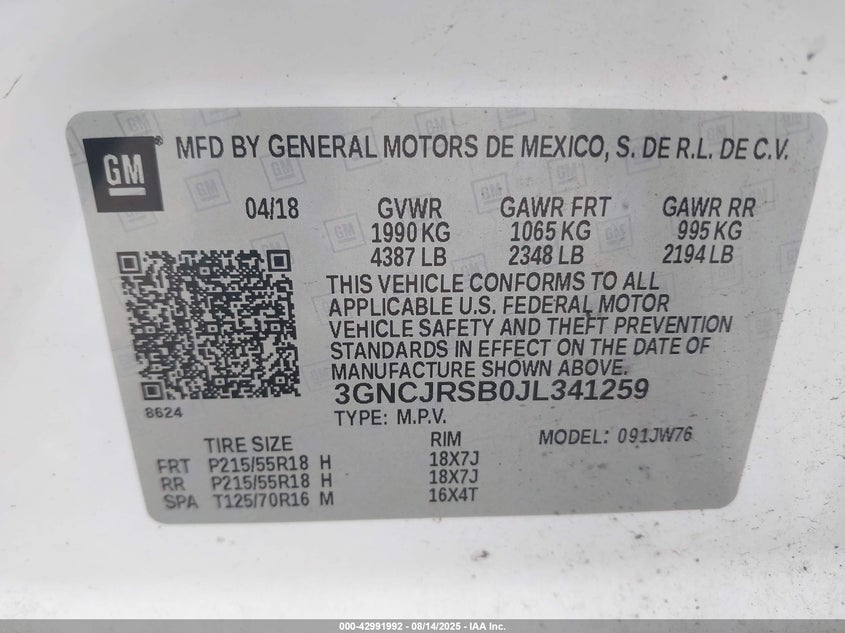 GM
® MFD BY GENERAL MOTORS DE MEXICO, S. DE R.L. DE C.V.
04/18 GVWR GAWR FRT GAWR RR
1990 KG 1065 KG 995 KG
4387 LB 2348 LB 2194 LB
THIS VEHICLE CONFORMS TO ALL
APPLICABLE U.S. FEDERAL MOTOR
VEHICLE SAFETY AND THEFT PREVENTION
STANDARDS IN EFFECT ON THE DATE OF
MANUFACTURE SHOWN ABOVE.
3GNCJRSB0JL341259
8624
TYPE: M.P.V.
TIRE SIZE RIM MODEL: 091JW76
FRT P215/55R18 H 18X7J
RR P215/55R18 H 18X7J
SPA T125/70R16 M 16X4T
000-42991992 — 08/14/2025 — IAA Inc.